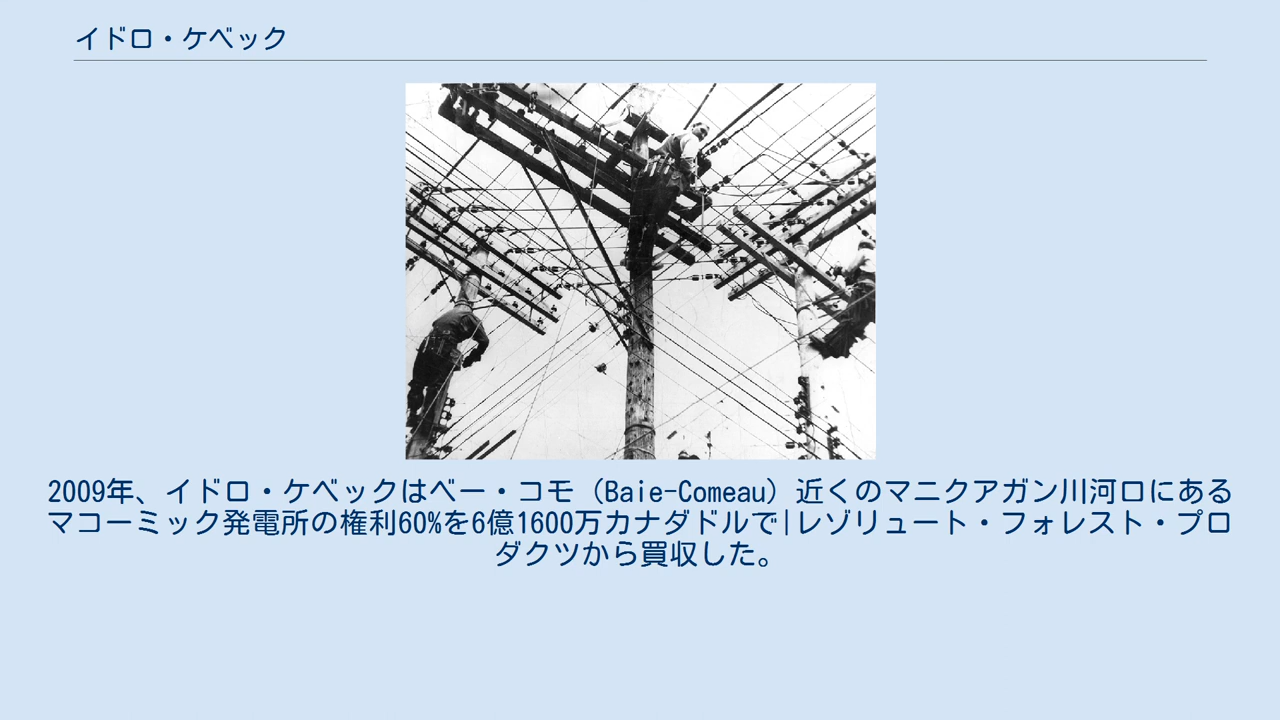 イドロ・ケベック
2009年、イドロ・ケベックはベー・コモ（Baie-Comeau）近くのマニクアガン川河口にある
マコーミック発電所の権利60%を6億1600万カナダドルで|レゾリュート・フォレスト・プロ
ダクツから買収した。